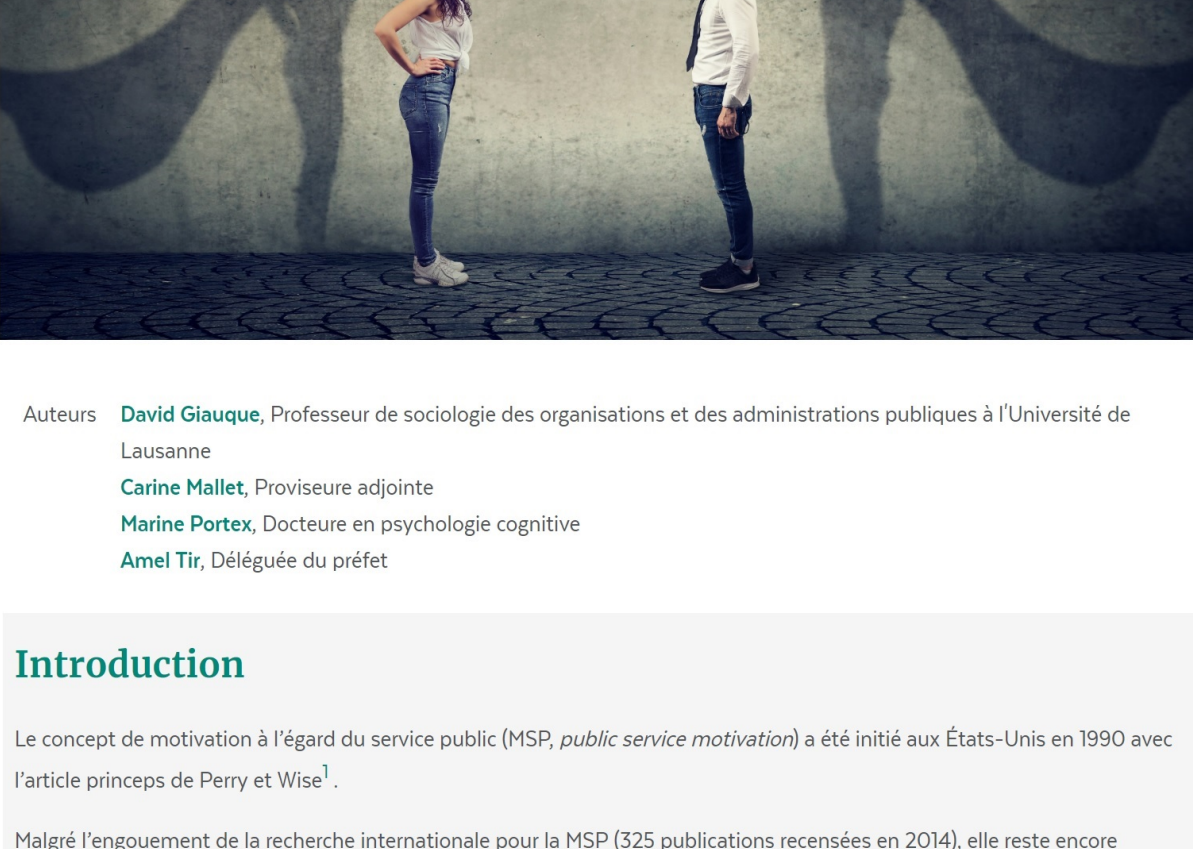 Auteurs David Giauque, Professeur de sociologie des organisations et des administrations publiques à l'Université de
Lausanne
Carine Mallet, Proviseure adjointe
Marine Portex, Docteure en psychologie cognitive
Amel Tir, Déléguée du préfet
Introduction
Le concept de motivation à l’égard du service public (MSP, public service motivation) a été initié aux États-Unis en 1990 avec
l’article princeps de Perry et Wise1 .
Malgré l’engouement de la recherche internationale pour la MSP (325 publications recensées en 2014), elle reste encore